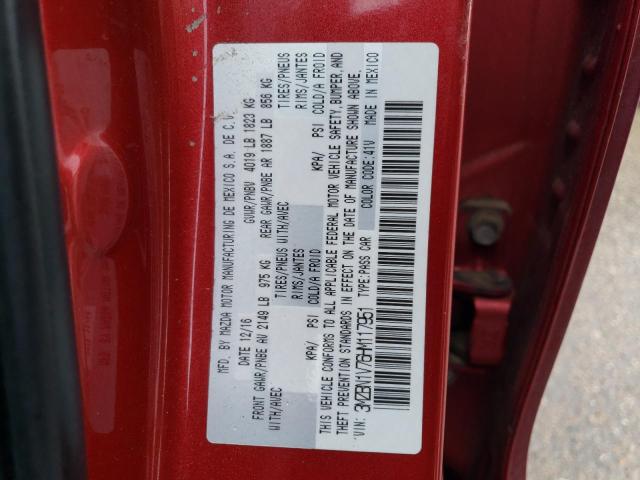 MFD. BY MAZDA MOTOR MANUFACTURING DE MEXICO S.A. DE C.V.
DATE 12/16 GVWR/PNBV 4019 LB 1823 KG
FRONT GAWR/PNBE AV 2149 LB 975 KG REAR GAWR/PNBE AR 1887 LB 856 KG
WITH/AVEC TIRES/PNEUS WITH/AVEC TIRES/PNEUS
RIMS/JANTES RIMS/JANTES
KPA/ PSI COLD/A FROID KPA/ PSI COLD/A FROID
THIS VEHICLE CONFORMS TO ALL APPLICABLE FEDERAL MOTOR VEHICLE SAFETY, BUMPER, AND
THEFT PREVENTION STANDARDS IN EFFECT ON THE DATE OF MANUFACTURE SHOWN ABOVE.
VIN: 3MZBN1V76HM117951 TYPE:PASS CAR COLOR CODE:41V MADE IN MEXICO